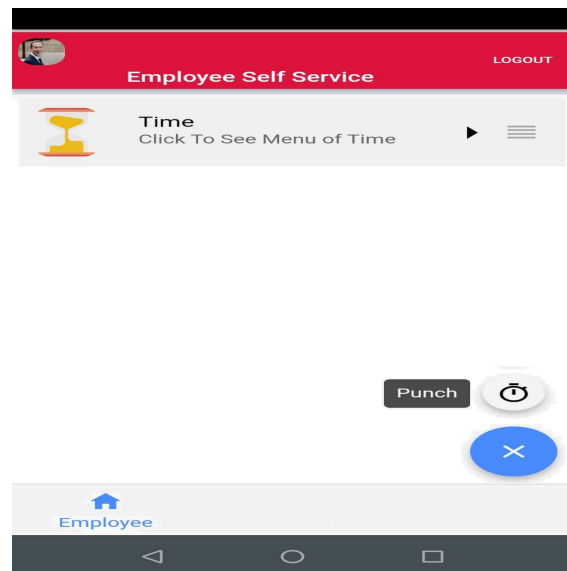 LOGOUT
Employee Self Service
Time
Click To See Menu of Time
Punch
Employee